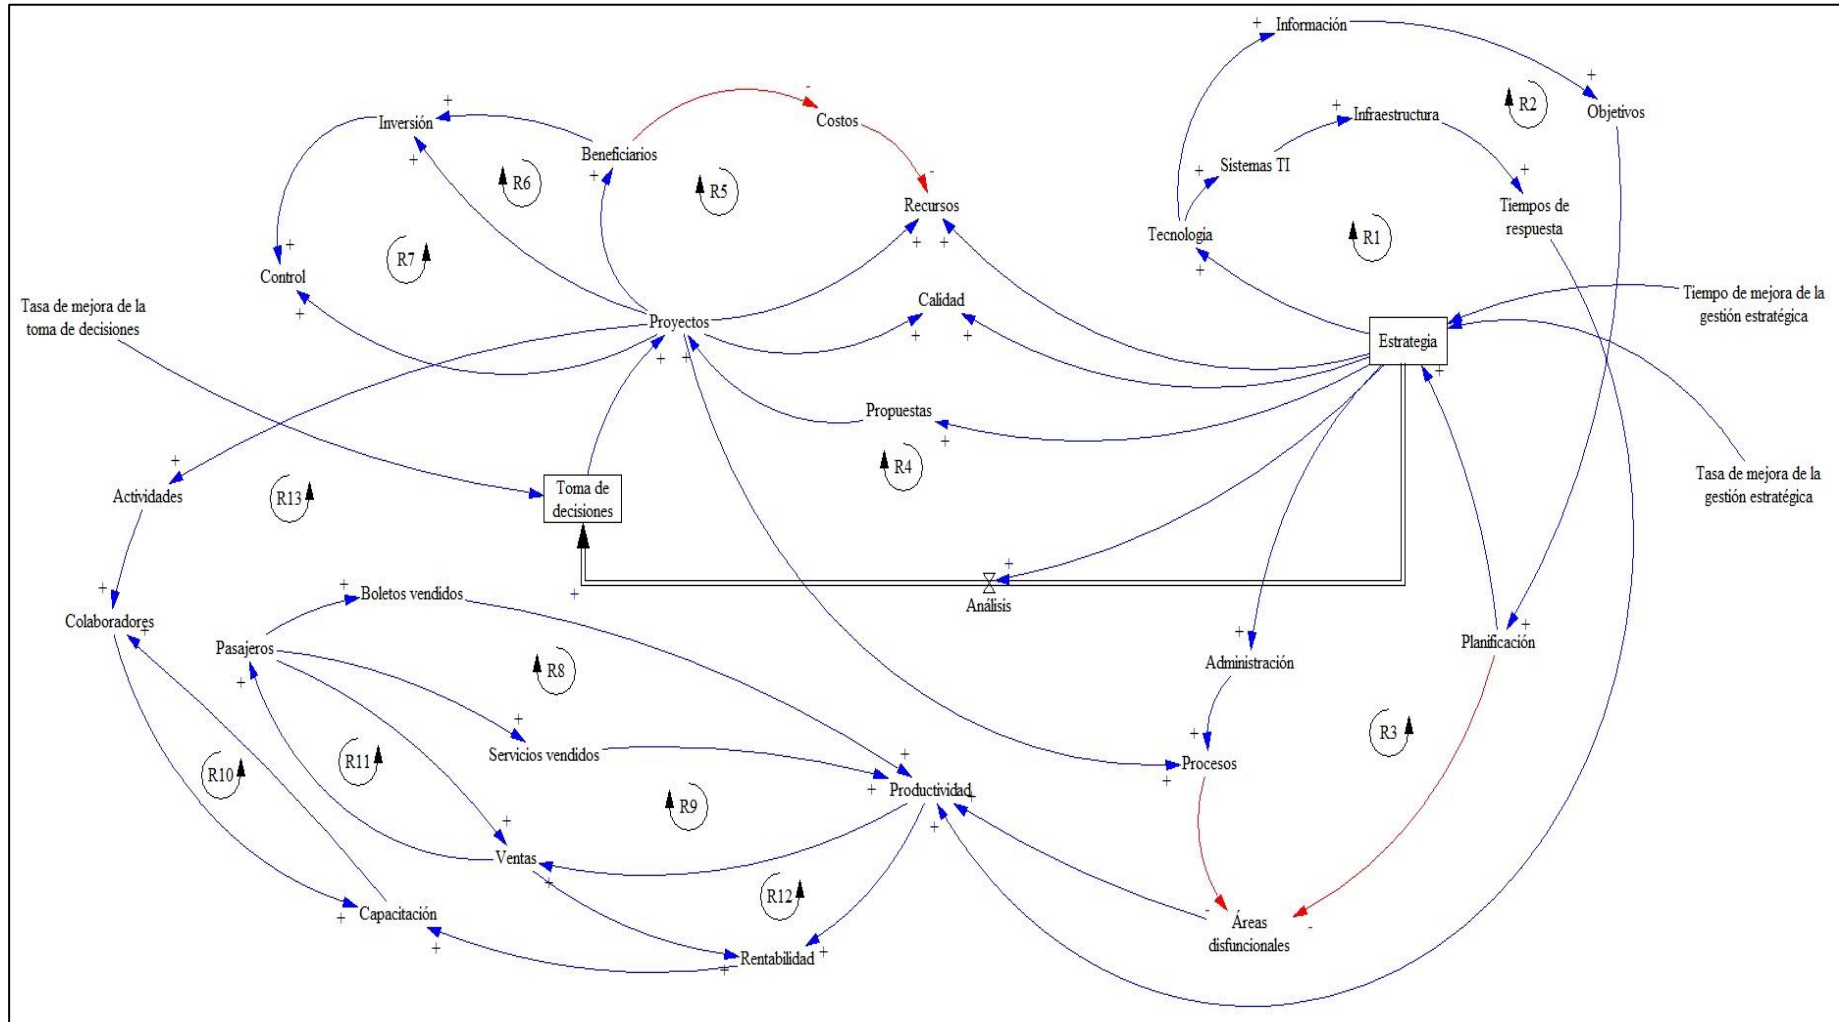 + Información
+
Inversión
+
+
-
Costos
Beneficiarios
+
R6
R5
-
Recursos
+ +
+
Infraestructura
R2
+
Objetivos
+
Sistemas TI
+
Tiempos de
respuesta
Tecnología
+
R1
R7
+
Control
+
Tasa de mejora de la
toma de decisiones
Proyectos
+ +
Calidad
+ +
Tiempo de mejora de la
gestión estratégica
Estrategia
+
Propuestas
+
R4
Tasa de mejora de la
gestión estratégica
+
Actividades
R13
Toma de
decisiones
+
+
Análisis
+
Colaboradores
+
+
Boletos vendidos
Pasajeros
+
R8
+
Servicios vendidos
+
Administración
Planificación
+
+
Procesos
+
R3
R10
R11
R9
+
+
Productividad
+
+
+
Ventas
+
R12
+
Capacitación
+
Rentabilidad
+
+
-
Áreas
disfuncionales
-